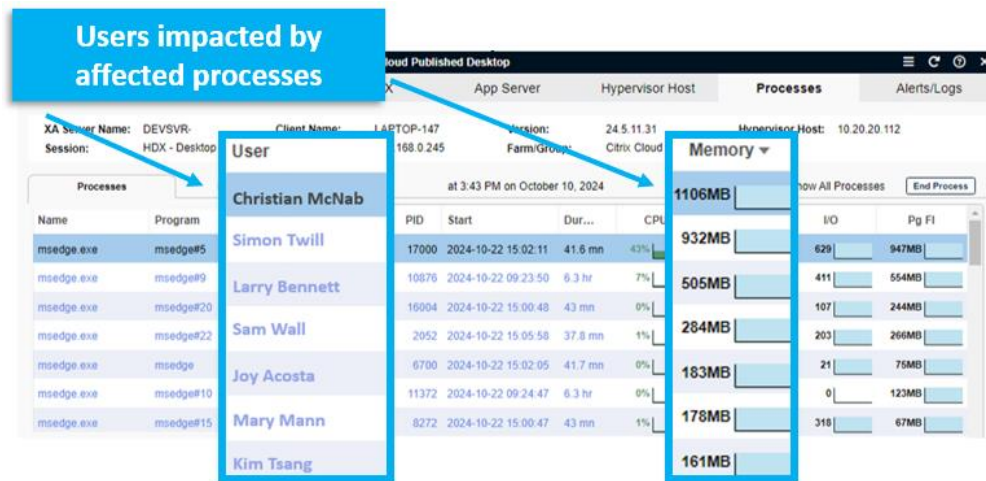 Users impacted by
affected processes
loud Published Desktop
X App Server Hypervisor Host Processes Alerts/Logs
XA Server Name: DEVSVR- Client Name: LAPTOP-147 Version: 24.5.11.31 Hypervisor Host: 10.20.20.112
Session: HDX - Desktop 168.0.245 Farm/Group: Citrix Cloud
Processes at 3:43 PM on October 10, 2024 how All Processes End Process
Name Program User PID Start Dur... CPU Memory I/O Pg Fl
msedge.exe msedge#5 Christian McNab 17000 2024-10-22 15:02:11 41.6 mn 43% 1106MB 629 947MB
msedge.exe msedge#9 Simon Twill 10876 2024-10-22 09:23:50 6.3 hr 7% 932MB 411 554MB
msedge.exe msedge#20 Larry Bennett 16004 2024-10-22 15:00:48 43 mn 0% 505MB 107 244MB
msedge.exe msedge#22 Sam Wall 2052 2024-10-22 15:05:58 37.8 mn 1% 284MB 203 266MB
msedge.exe msedge Joy Acosta 6700 2024-10-22 15:02:05 41.7 mn 0% 183MB 21 75MB
msedge.exe msedge#10 Mary Mann 11372 2024-10-22 09:24:47 6.3 hr 0% 178MB 0 123MB
msedge.exe msedge#15 Kim Tsang 8272 2024-10-22 15:00:47 43 mn 1% 161MB 318 67MB